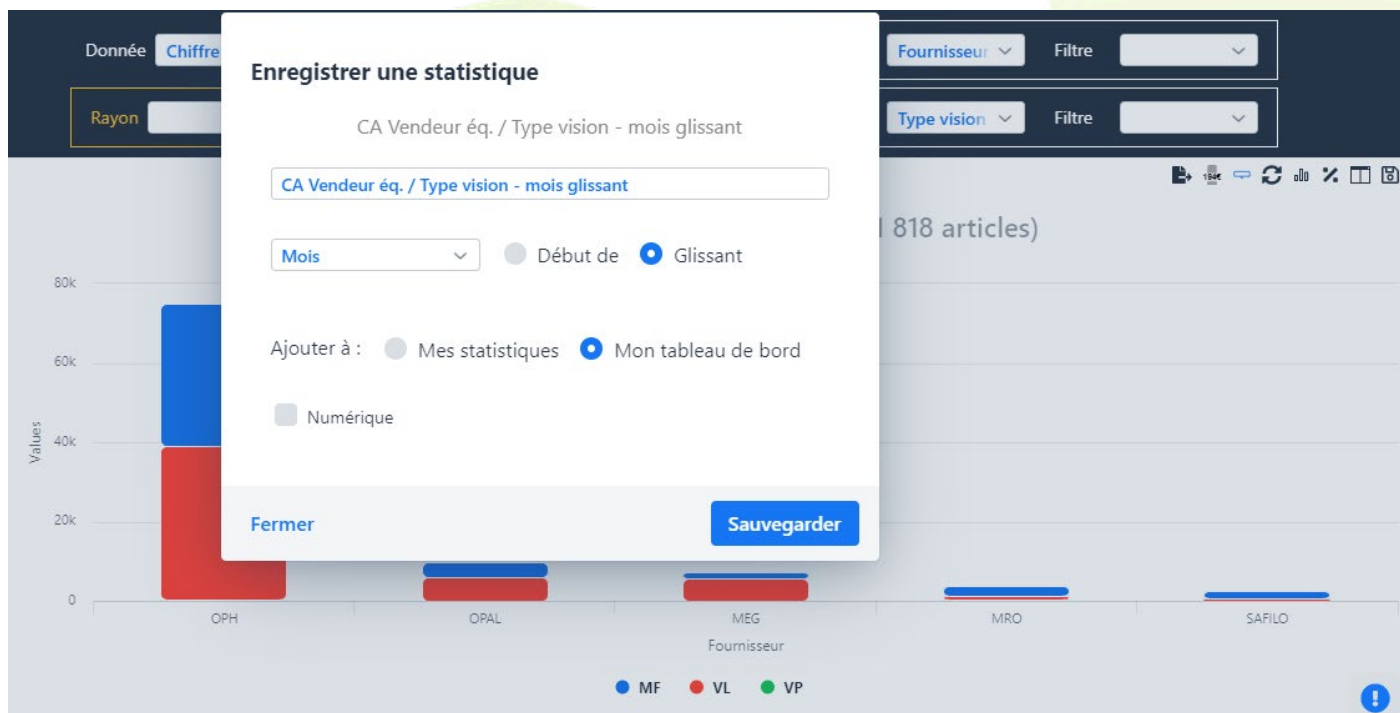 Donnée Chiffre Fournisseur Filtre
Enregistrer une statistique
Rayon CA Vendeur éq. / Type vision - mois glissant Type vision Filtre
CA Vendeur éq. / Type vision - mois glissant
194€
818 articles)
Mois Début de Glissant
80k
Ajouter à : Mes statistiques Mon tableau de bord
60k
Numérique
Values
40k
20k
Fermer Sauvegarder
0
OPH OPAL MEG MRO SAFILO
Fournisseur
MF VL VP